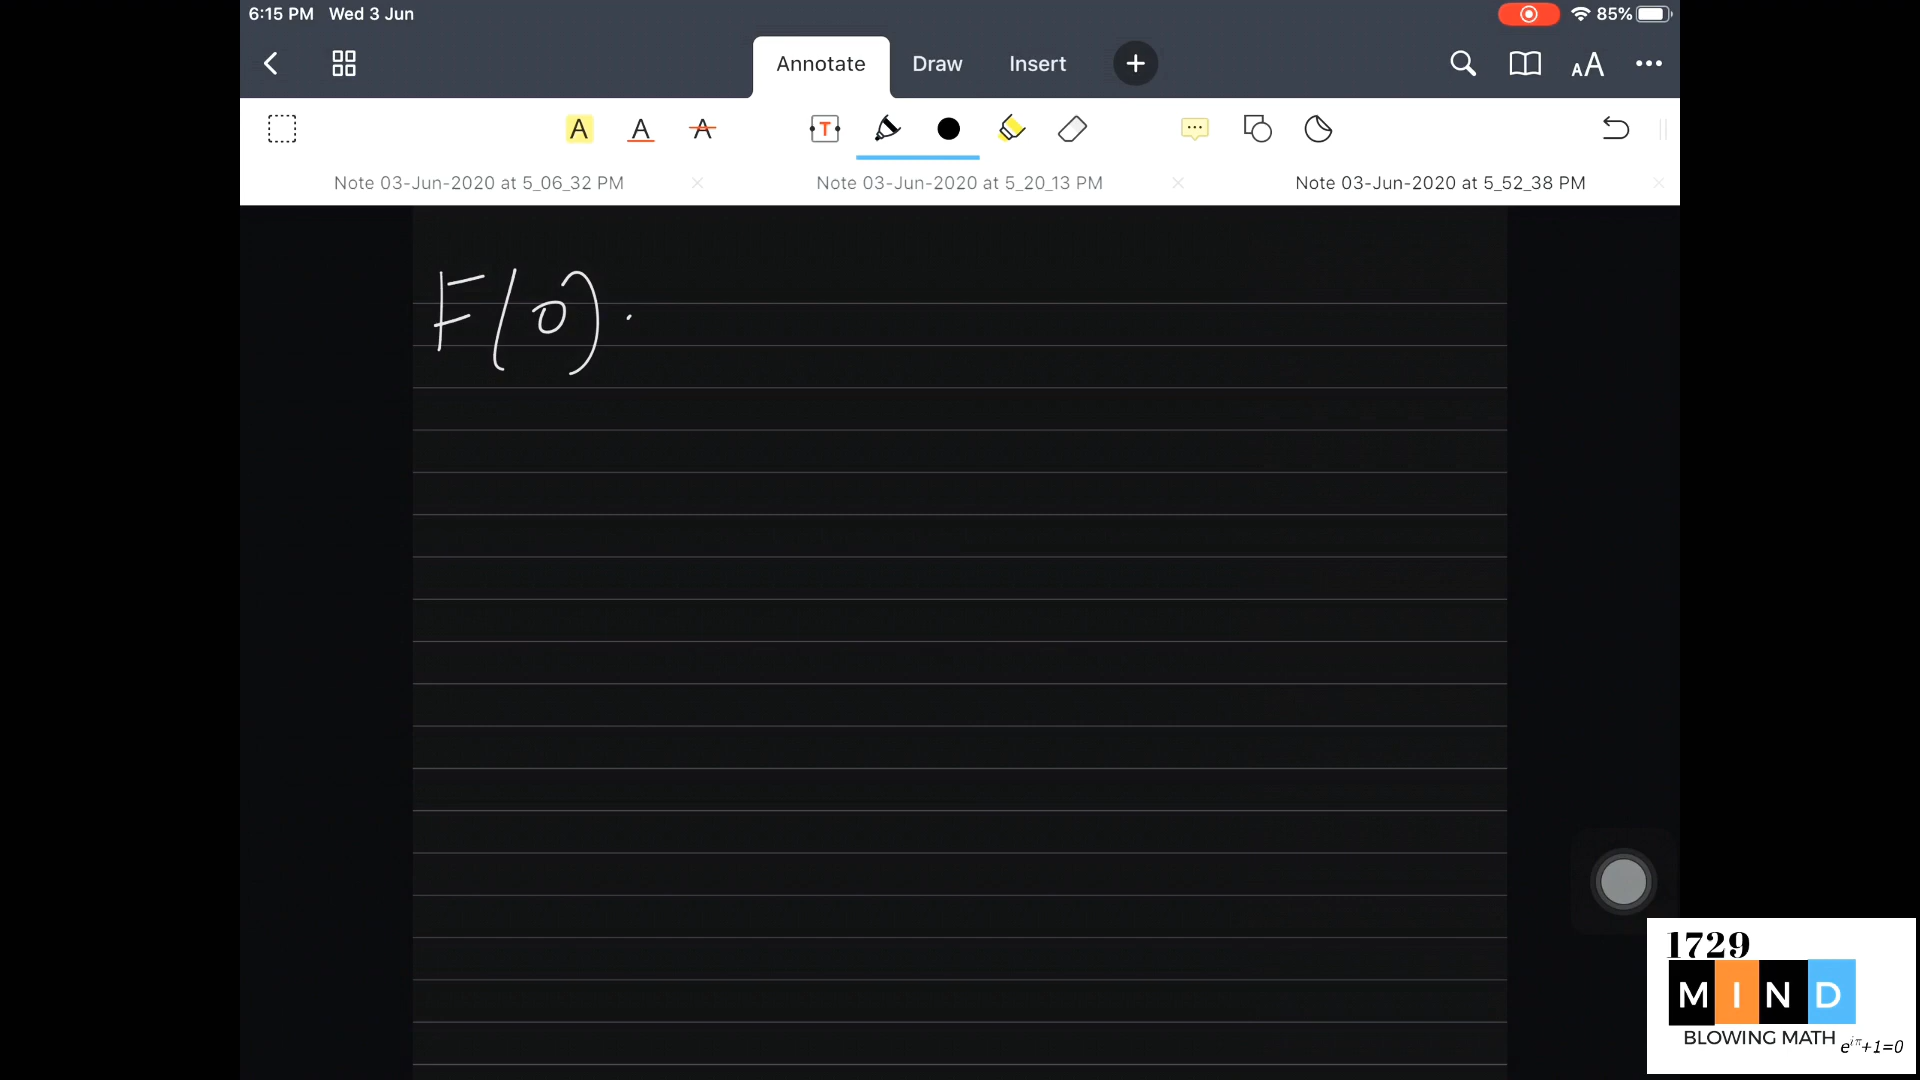 6:15 PM Wed 3 Jun 85%
Annotate Draw Insert +
AA
A A A T
Note 03-Jun-2020 at 5_06_32 PM × Note 03-Jun-2020 at 5_20_13 PM × Note 03-Jun-2020 at 5_52_38 PM ×
F(0) .
1729
MIND
BLOWING MATH
e^{iπ}+1=0